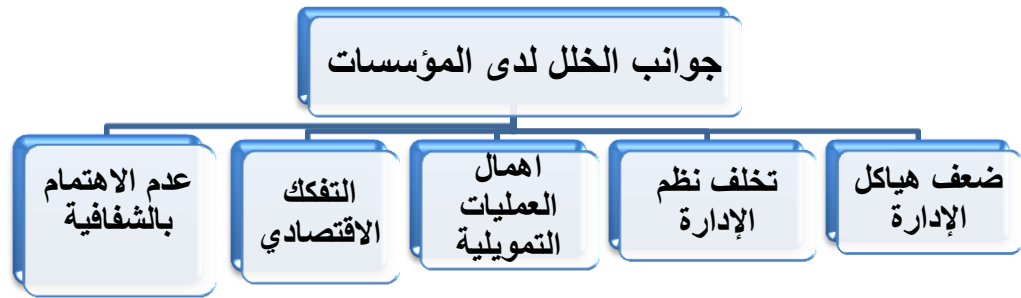 جوانب الخلل لدى المؤسسات
ضعف هياكل
الإدارة
تخلف نظم
الإدارة
اهمال
العمليات
التمويلية
التفكك
الاقتصادي
عدم الاهتمام
بالشفافية